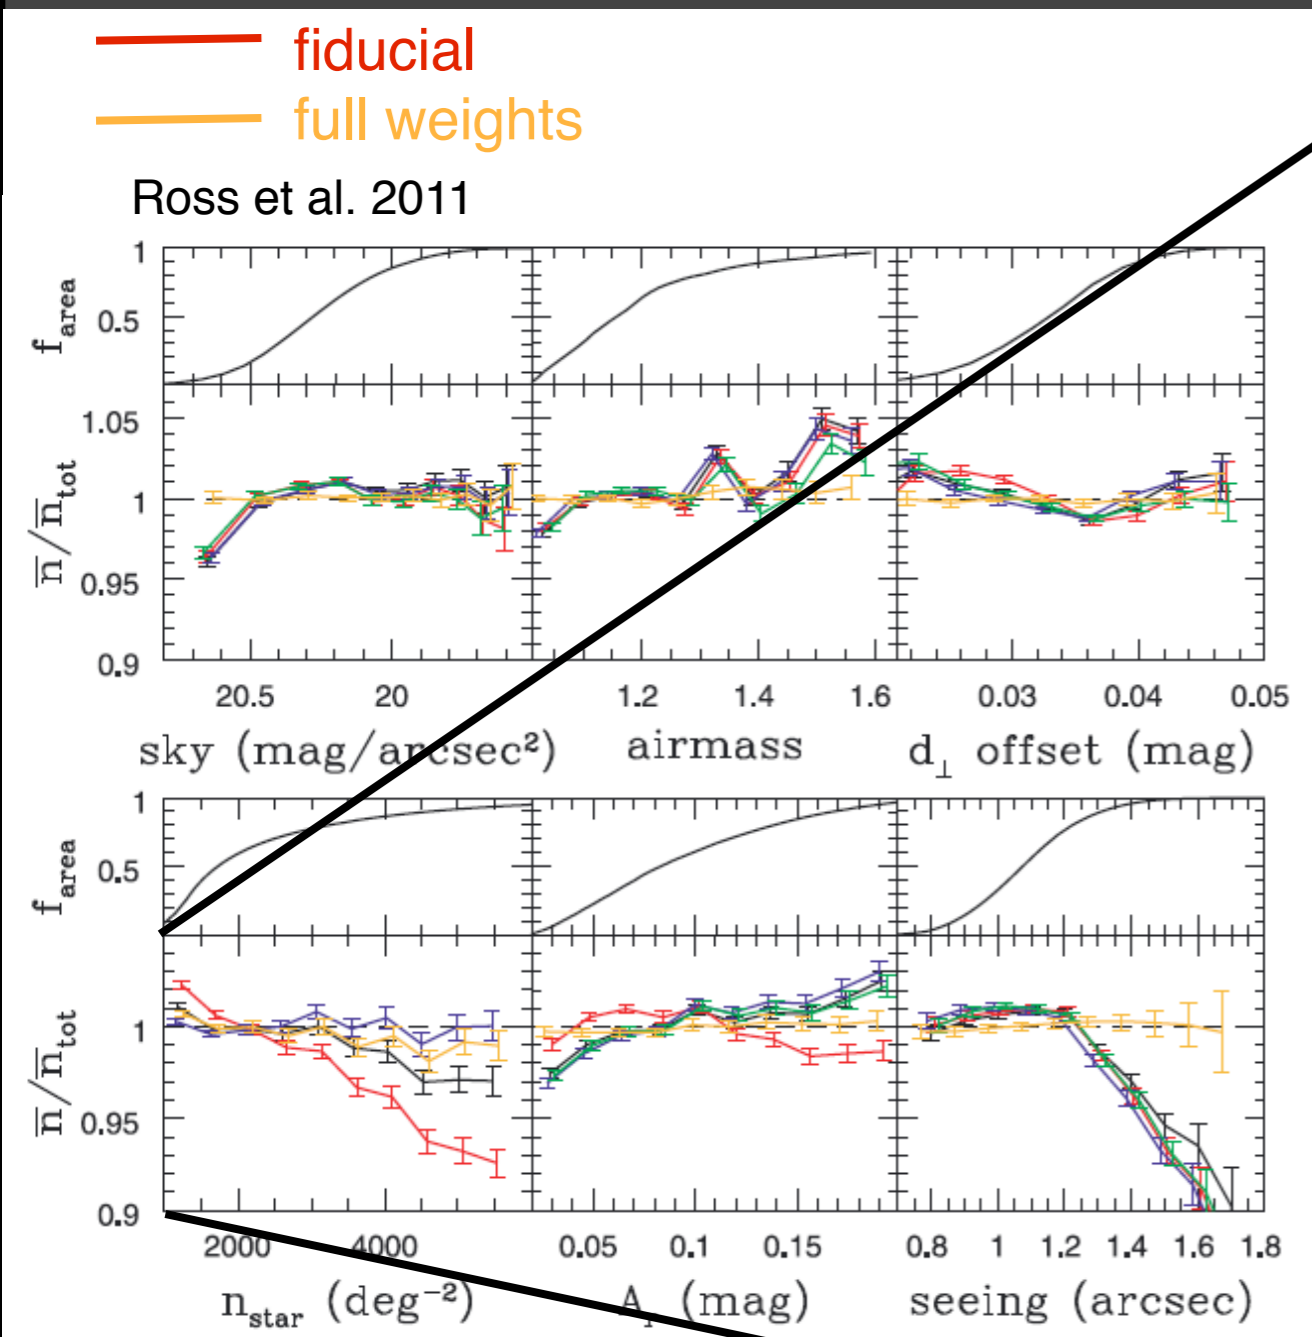 fiducial
full weights
Ross et al. 2011
1
0.5
f_area
1.05
1
0.95
0.9
n̅/n̅_tot
20.5 20 1.2 1.4 1.6 0.03 0.04 0.05
sky (mag/arcsec²) airmass d_⊥ offset (mag)
1
0.5
f_area
1
0.95
0.9
n̅/n̅_tot
2000 4000 0.05 0.1 0.15 0.8 1 1.2 1.4 1.6 1.8
n_star (deg⁻²) A (mag) seeing (arcsec)